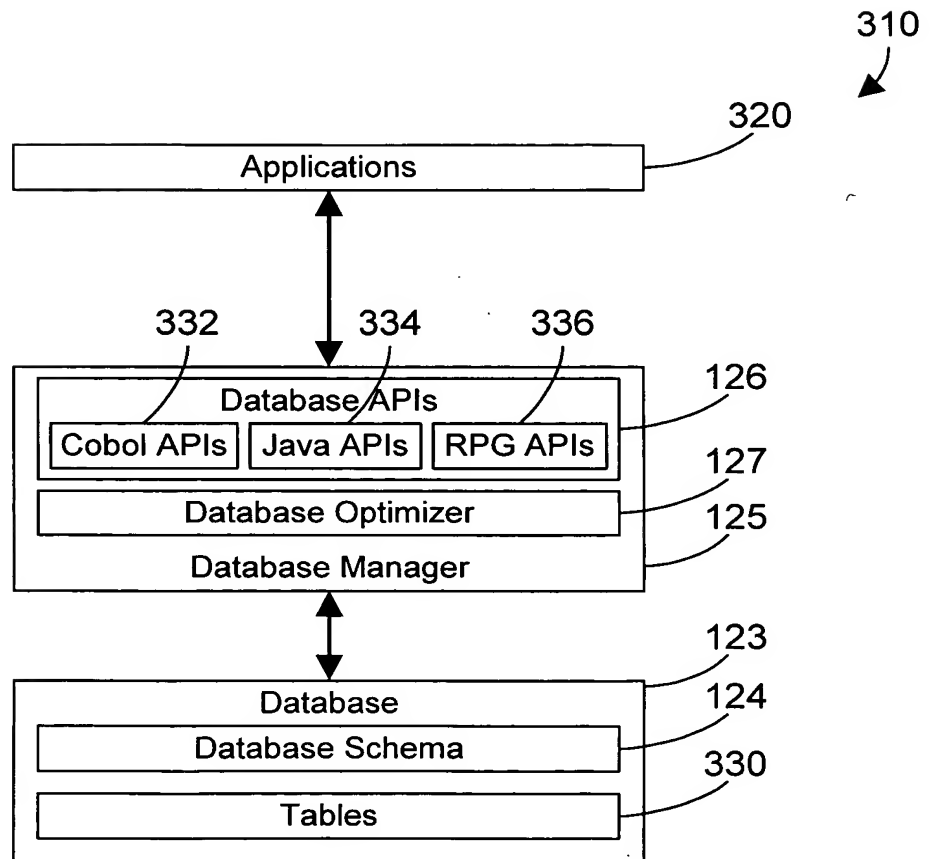 310
320
Applications
332 334 336
126
Database APIs
Cobol APIs Java APIs RPG APIs
127
Database Optimizer
125
Database Manager
123
Database
124
Database Schema
330
Tables